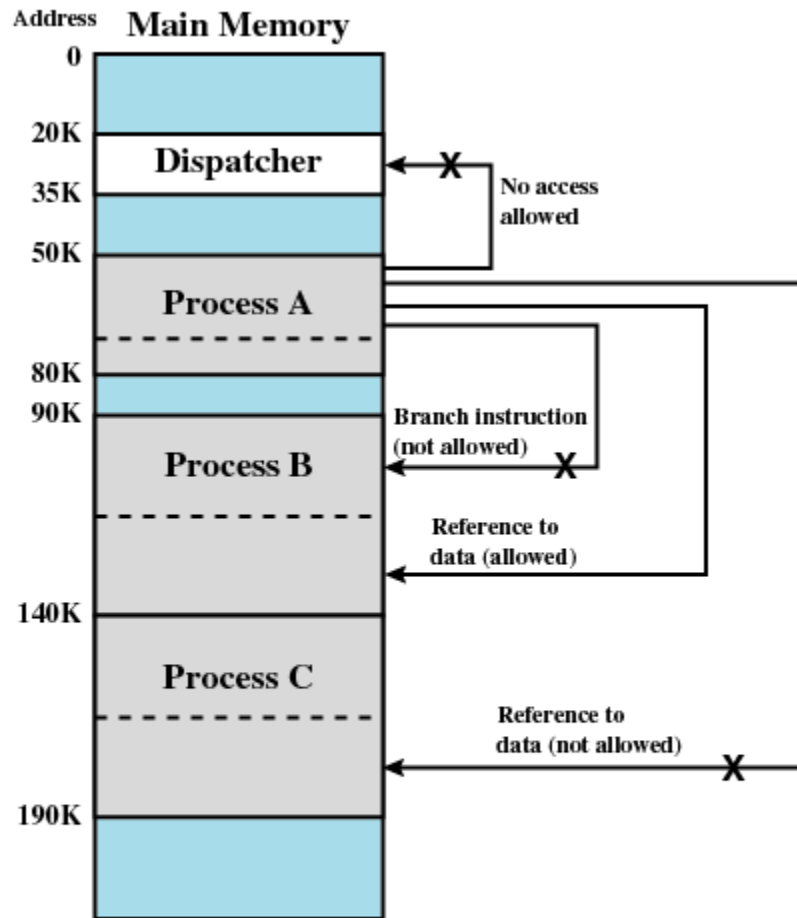 Address
Main Memory
0
20K
Dispatcher
No access
allowed
35K
50K
Process A
80K
90K
Branch instruction
(not allowed)
Process B
Reference to
data (allowed)
140K
Process C
Reference to
data (not allowed)
190K
X
X
X